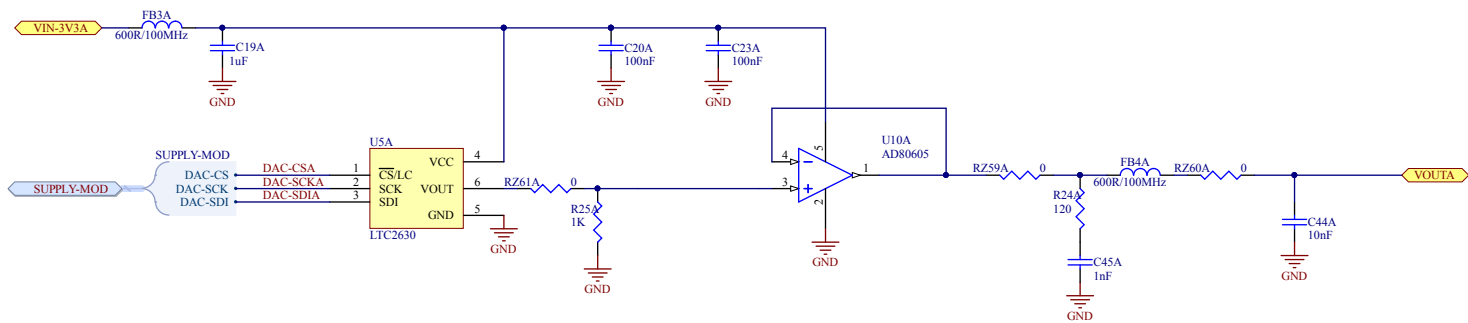 FB3A
VIN-3V3A
600R/100MHz
C19A
1uF
GND
C20A
100nF
GND
C23A
100nF
GND
U5A
SUPPLY-MOD
SUPPLY-MOD
DAC-CS
DAC-SCK
DAC-SDI
DAC-CSA
DAC-SCKA
DAC-SDIA
1
2
3
CS/LC
SCK
SDI
VCC
VOUT
GND
4
6
5
LTC2630
GND
RZ61A
0
R25A
1K
GND
4
3
5
2
1
U10A
AD80605
GND
RZ59A
0
FB4A
600R/100MHz
RZ60A
0
VOUTA
R24A
120
C45A
1nF
GND
C44A
10nF
GND